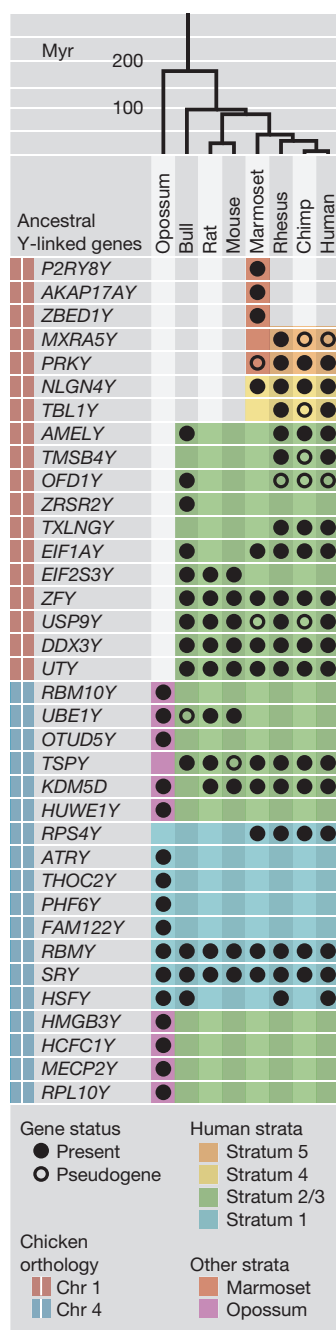 Myr
200
100
Ancestral
Y-linked genes
Opossum
Bull
Rat
Mouse
Marmoset
Rhesus
Chimp
Human
P2RY8Y
AKAP17AY
ZBED1Y
MXRA5Y
PRKY
NLGN4Y
TBL1Y
AMELY
TMSB4Y
OFD1Y
ZRSR2Y
TXLNGY
EIF1AY
EIF2S3Y
ZFY
USP9Y
DDX3Y
UTY
RBM10Y
UBE1Y
OTUD5Y
TSPY
KDM5D
HUWE1Y
RPS4Y
ATRY
THOC2Y
PHF6Y
FAM122Y
RBMY
SRY
HSFY
HMGB3Y
HCFC1Y
MECP2Y
RPL10Y
Gene status
Present
Pseudogene
Human strata
Stratum 5
Stratum 4
Stratum 2/3
Stratum 1
Chicken
orthology
Chr 1
Chr 4
Other strata
Marmoset
Opossum